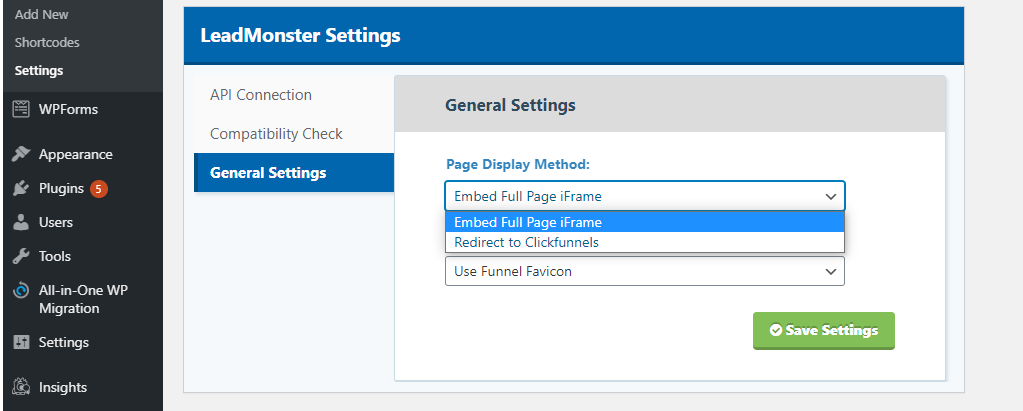 Add New
Shortcodes
Settings
WPForms
Appearance
Plugins 5
Users
Tools
All-in-One WP
Migration
Settings
Insights
LeadMonster Settings
API Connection
Compatibility Check
General Settings
General Settings
Page Display Method:
Embed Full Page iFrame
Embed Full Page iFrame
Redirect to Clickfunnels
Use Funnel Favicon
Save Settings